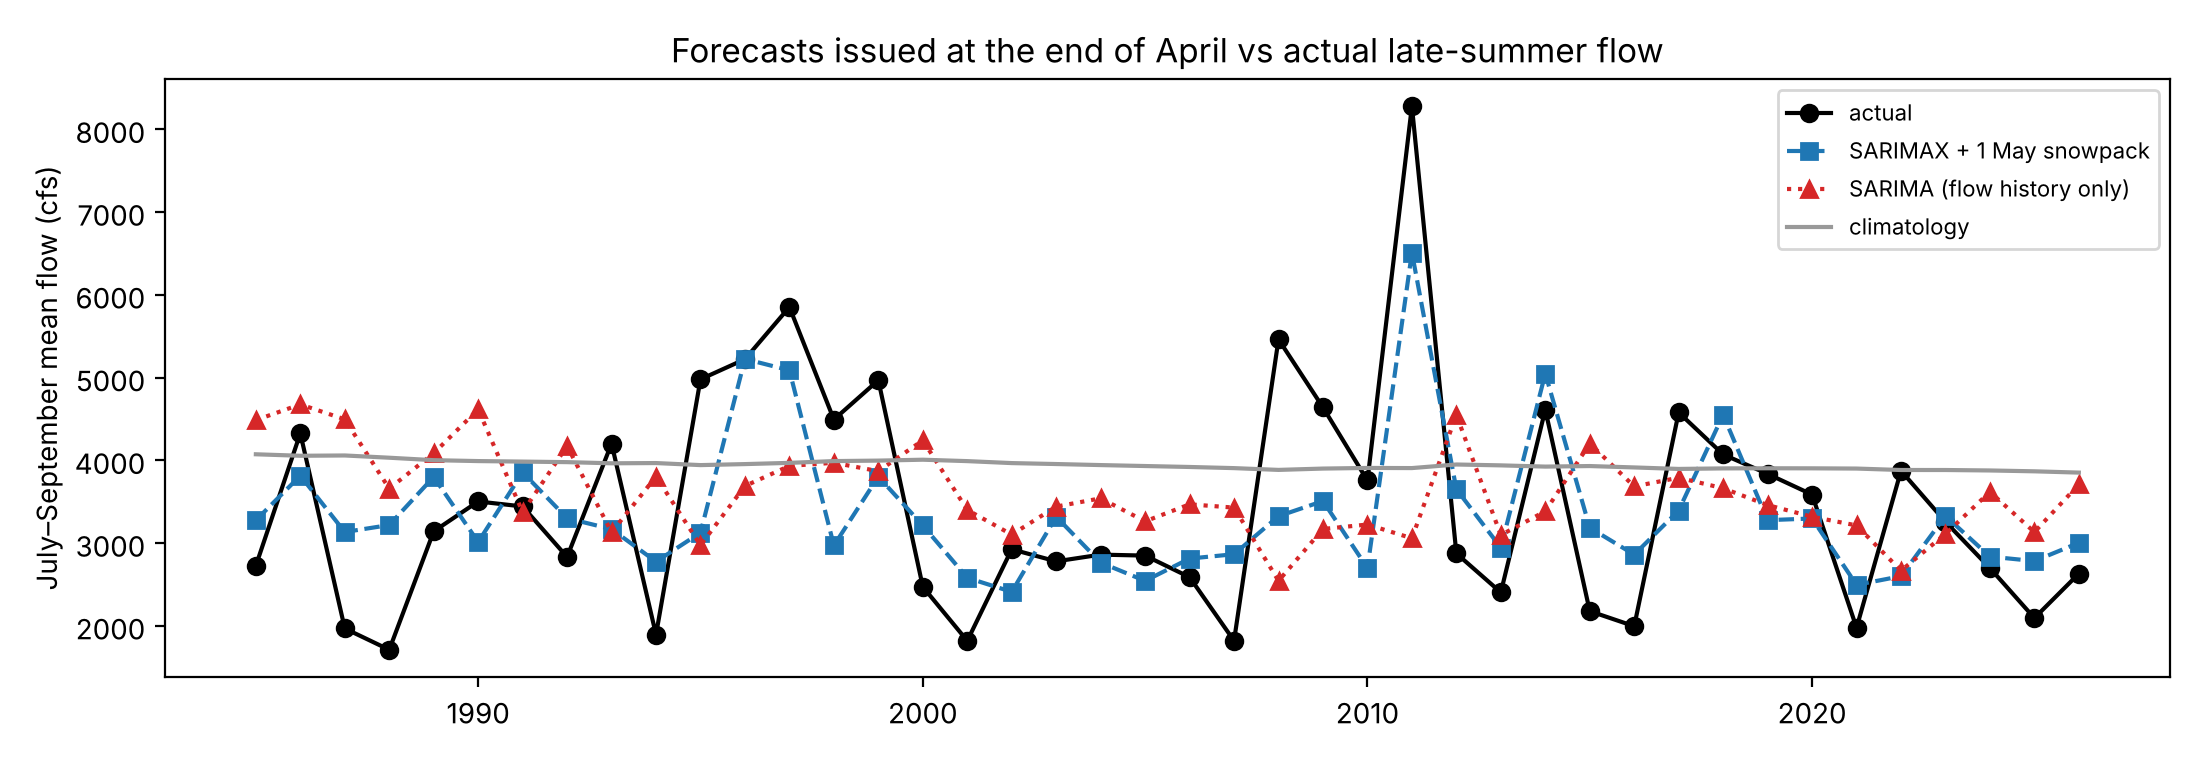 Forecasts issued at the end of April vs actual late-summer flow
July–September mean flow (cfs)
8000
7000
6000
5000
4000
3000
2000
1990
2000
2010
2020
actual
SARIMAX + 1 May snowpack
SARIMA (flow history only)
climatology